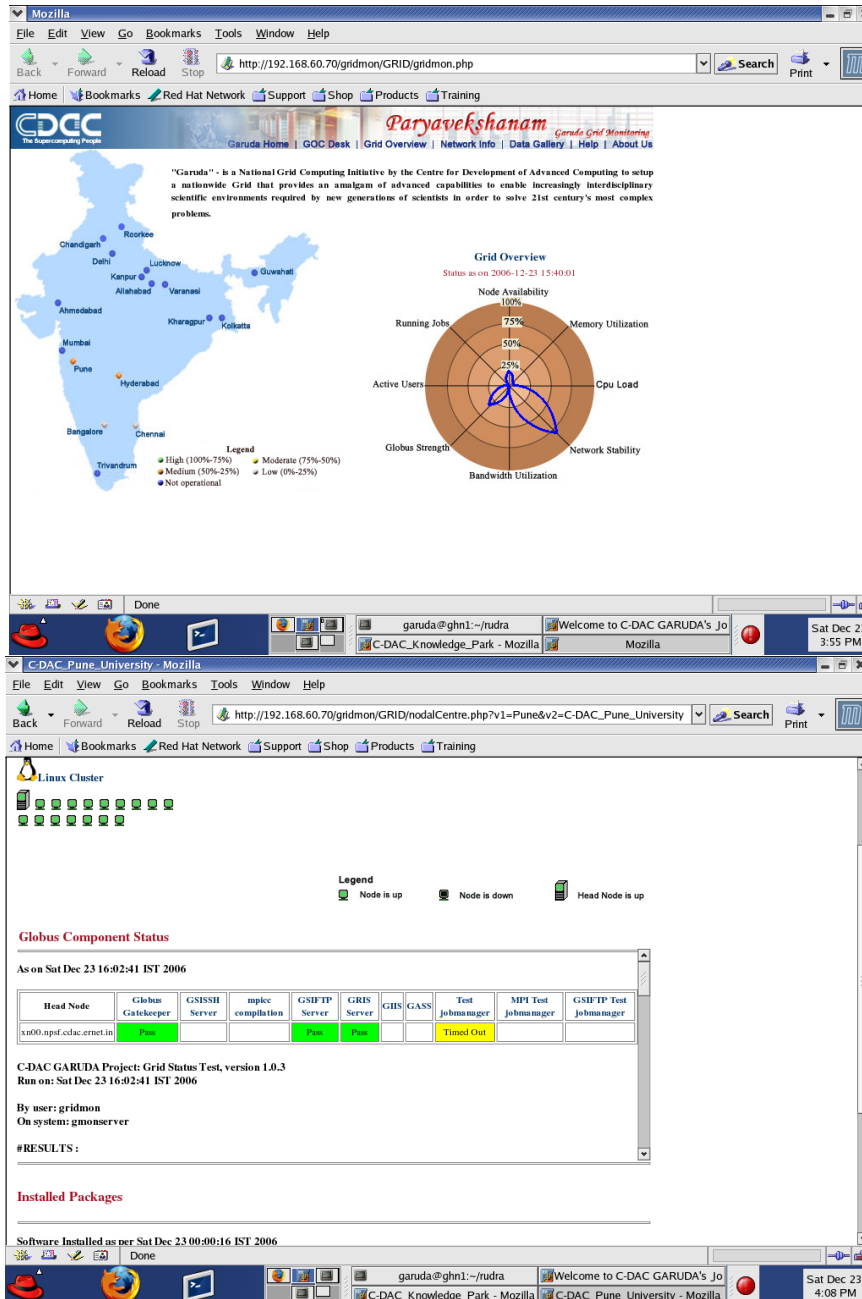 Mozilla
File Edit View Go Bookmarks Tools Window Help
Back Forward Reload Stop http://192.168.60.70/gridmon/GRID/gridmon.php Search Print
Home Bookmarks Red Hat Network Support Shop Products Training
CDAC
The Supercomputing People
Paryavekshanam Garuda Grid Monitoring
Garuda Home | GOC Desk | Grid Overview | Network Info | Data Gallery | Help | About Us
"Garuda" - is a National Grid Computing Initiative by the Centre for Development of Advanced Computing to setup
a nationwide Grid that provides an amalgam of advanced capabilities to enable increasingly interdisciplinary
scientific environments required by new generations of scientists in order to solve 21st century's most complex
problems.
Roorkee
Chandigarh
Delhi
Lucknow
Kanpur
Guwahati
Allahabad
Varanasi
Ahmedabad
Kharagpur
Kolkatta
Mumbai
Pune
Hyderabad
Bangalore
Chennai
Trivandrum
Legend
High (100%-75%) Moderate (75%-50%)
Medium (50%-25%) Low (0%-25%)
Not operational
Grid Overview
Status as on 2006-12-23 15:40:01
Node Availability
100%
Running Jobs 75% Memory Utilization
50%
25%
Active Users Cpu Load
Globus Strength Network Stability
Bandwidth Utilization
Done
garuda@ghn1:~/rudra Welcome to C-DAC GARUDA's Jo
C-DAC_Knowledge_Park - Mozilla Mozilla
Sat Dec 2
3:55 PM
C-DAC_Pune_University - Mozilla
File Edit View Go Bookmarks Tools Window Help
Back Forward Reload Stop http://192.168.60.70/gridmon/GRID/nodalCentre.php?v1=Pune&v2=C-DAC_Pune_University Search Print
Home Bookmarks Red Hat Network Support Shop Products Training
Linux Cluster
Legend
Node is up Node is down Head Node is up
Globus Component Status
As on Sat Dec 23 16:02:41 IST 2006
Head Node Globus Gatekeeper GSISSH Server mpicc compilation GSIFTP Server GRIS Server GIIS GASS Test jobmanager MPI Test jobmanager GSIFTP Test jobmanager
xn00.npsf.cdac.ernet.in Pass Pass Pass Timed Out
C-DAC GARUDA Project: Grid Status Test, version 1.0.3
Run on: Sat Dec 23 16:02:41 IST 2006
By user: gridmon
On system: gmonserver
#RESULTS :
Installed Packages
Software Installed as per Sat Dec 23 00:00:16 IST 2006
Done
garuda@ghn1:~/rudra Welcome to C-DAC GARUDA's Jo
C-DAC_Knowledge_Park - Mozilla C-DAC_Pune_University - Mozilla
Sat Dec 23
4:08 PM